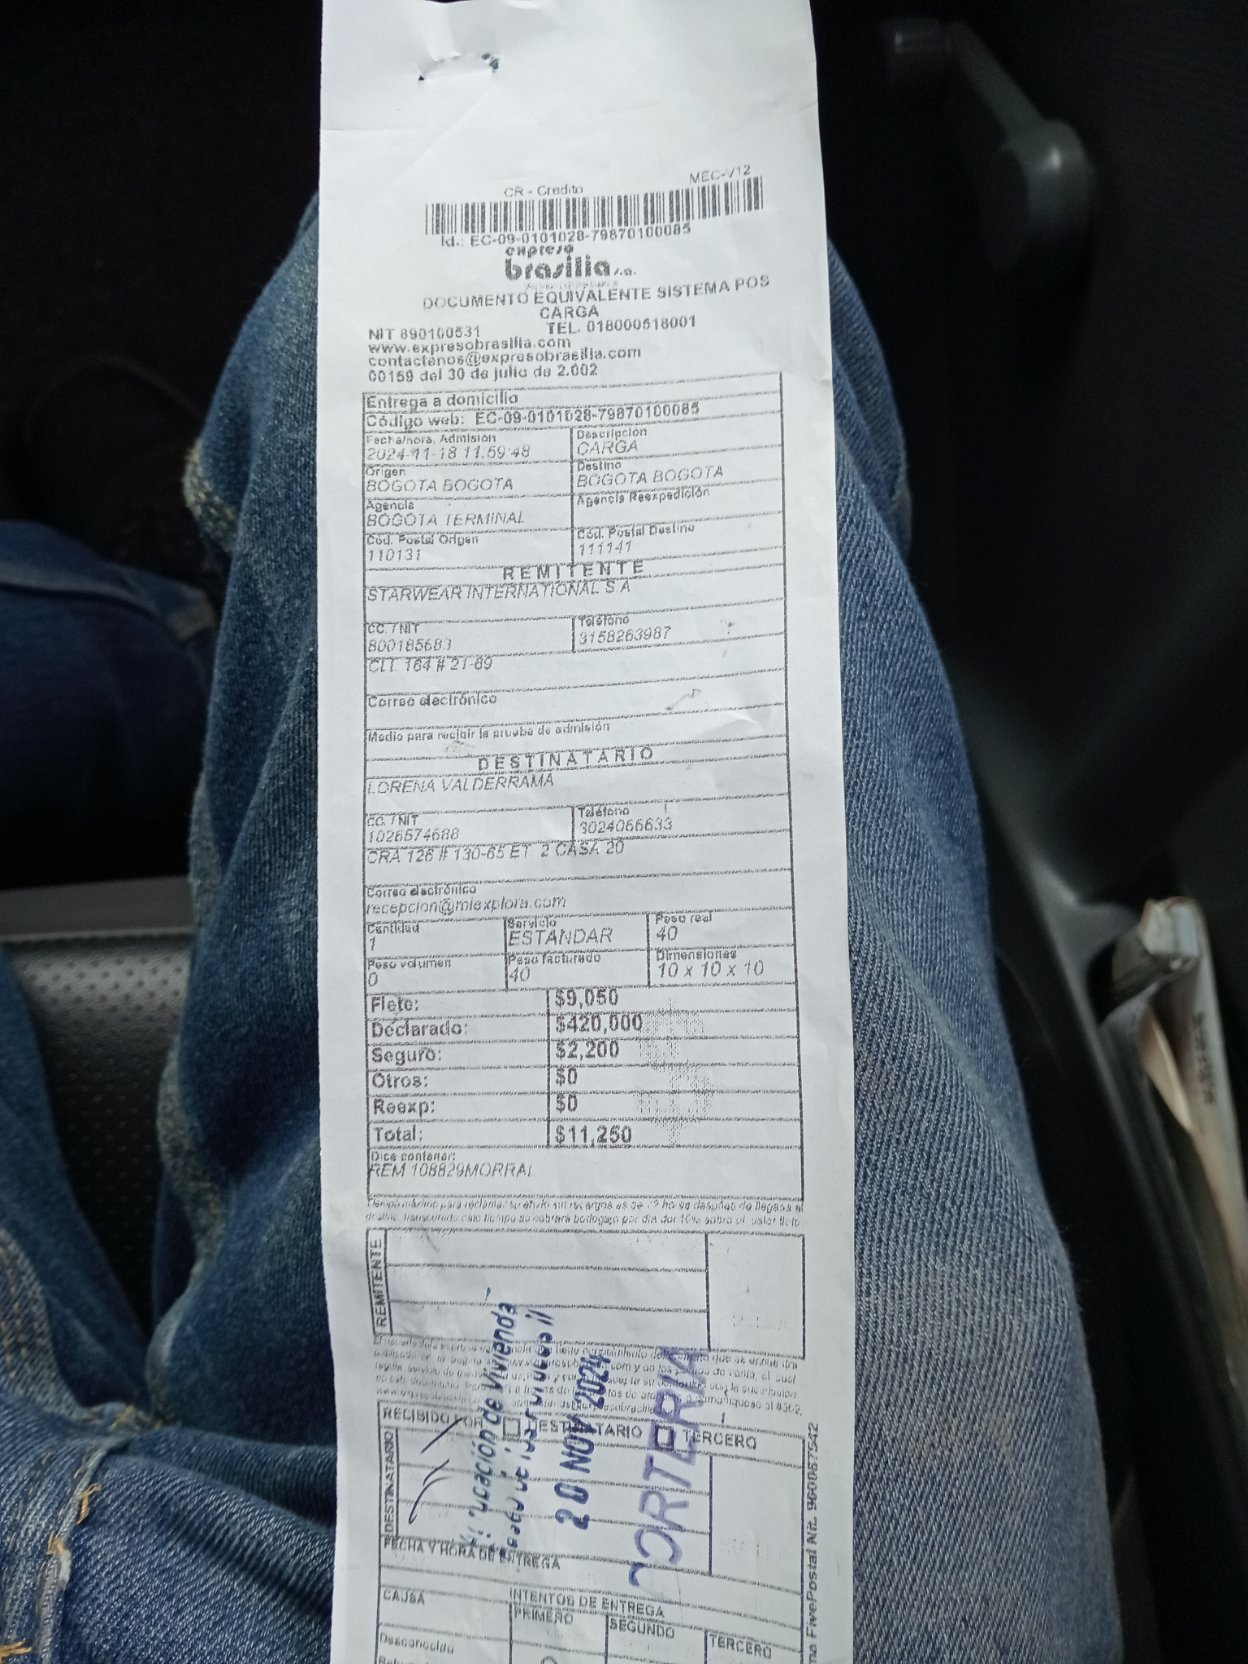 CR - Credito MEC-V12
Id.: EC-09-0101028-79870100085
expreso
brasilia s.a.
DOCUMENTO EQUIVALENTE SISTEMA POS
CARGA
NIT 890100531 TEL. 018000518001
www.expresobrasilia.com
contactenos@expresobrasilia.com
00159 del 30 de julio de 2.002
Entrega a domicilio
Código web: EC-09-0101028-79870100085
Fecha/hora, Admisión Descripción
2024-11-18 11:59:48 CARGA
Origen Destino
BOGOTA BOGOTA BOGOTA BOGOTA
Agencia Agencia Reexpedición
BOGOTA TERMINAL
Cód. Postal Origen Cód. Postal Destino
110131 111141
REMITENTE
STARWEAR INTERNATIONAL S A
CC. / NIT Teléfono
800185683 3158263987
CLL 164 # 21-89
Correo electrónico
Medio para recibir la prueba de admisión
DESTINATARIO
LORENA VALDERRAMA
CC. / NIT Teléfono
1026574688 3024066633
CRA 126 # 130-65 ET 2 CASA 20
Correo electrónico
recepcion@miexplora.com
Cantidad Servicio Peso real
1 ESTANDAR 40
Peso volumen Peso facturado Dimensiones
0 40 10 x 10 x 10
Flete: $9,050
Declarado: $420,000
Seguro: $2,200
Otros: $0
Reexp: $0
Total: $11,250
Dice contener:
REM 108829MORRAL
REMITENTE
RECIBIDO POR TERCERO
DESTINATARIO
de Vivienda
20 NOV 2024
FECHA Y HORA DE ENTREGA
CAUSA INTENTOS DE ENTREGA
PRIMERO SEGUNDO TERCERO
Desconocido
FivePostal Nit. 960087542